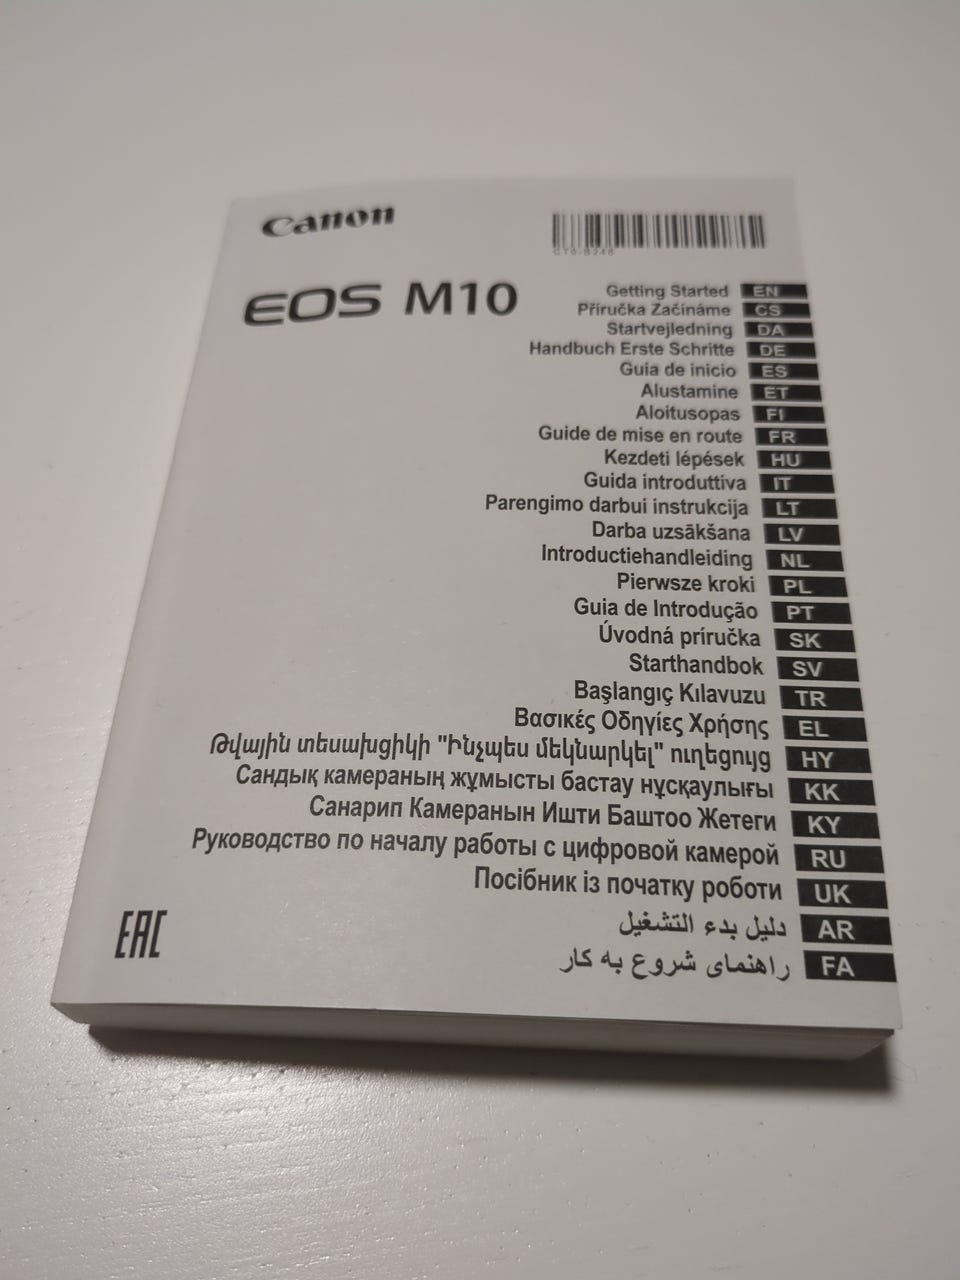 Canon
CT0-B246
EOS M10
Getting Started EN
Příručka Začínáme CS
Startvejledning DA
Handbuch Erste Schritte DE
Guía de inicio ES
Alustamine ET
Aloitusopas FI
Guide de mise en route FR
Kezdeti lépések HU
Guida introduttiva IT
Parengimo darbui instrukcija LT
Darba uzsākšana LV
Introductiehandleiding NL
Pierwsze kroki PL
Guia de Introdução PT
Úvodná príručka SK
Starthandbok SV
Başlangıç Kılavuzu TR
Βασικές Οδηγίες Χρήσης EL
Թվային տեսախցիկի "Ինչպես մեկնարկել" ուղեցույց HY
Сандық камераның жұмысты бастау нұсқаулығы KK
Санарип Камеранын Ишти Баштоо Жетеги KY
Руководство по началу работы с цифровой камерой RU
Посібник із початку роботи UK
دليل بدء التشغيل AR
راهنمای شروع به کار FA
EAC